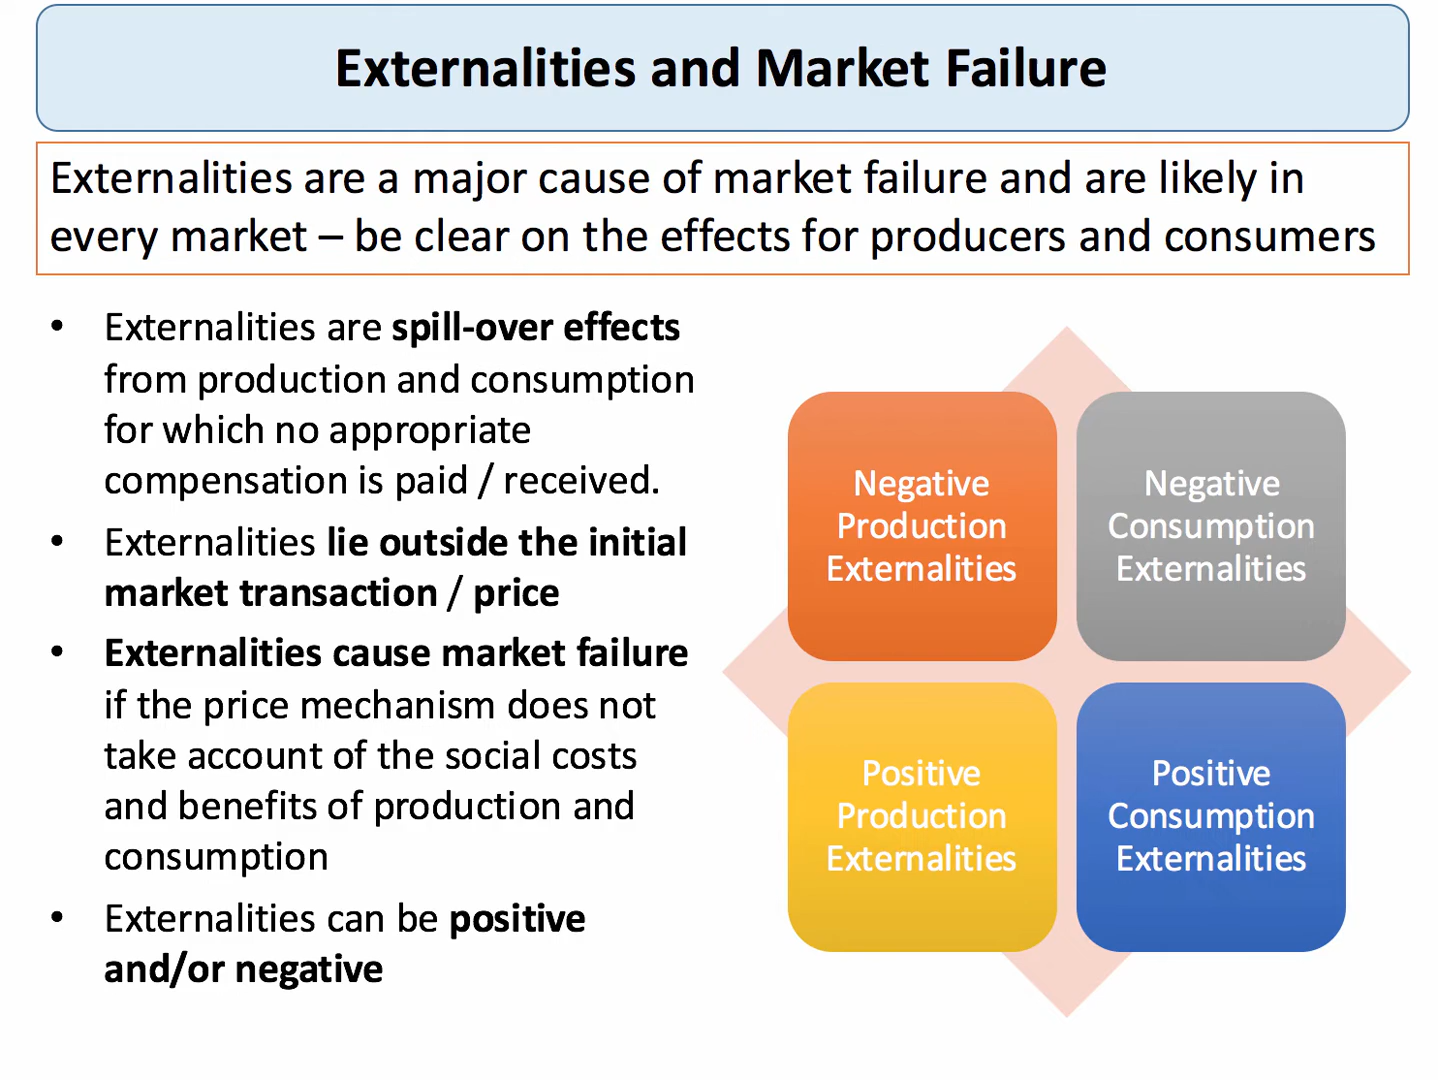 Externalities and Market Failure
Externalities are a major cause of market failure and are likely in
every market – be clear on the effects for producers and consumers
• Externalities are spill-over effects
from production and consumption
for which no appropriate
compensation is paid / received.
• Externalities lie outside the initial
market transaction / price
• Externalities cause market failure
if the price mechanism does not
take account of the social costs
and benefits of production and
consumption
• Externalities can be positive
and/or negative
Negative
Production
Externalities
Negative
Consumption
Externalities
Positive
Production
Externalities
Positive
Consumption
Externalities